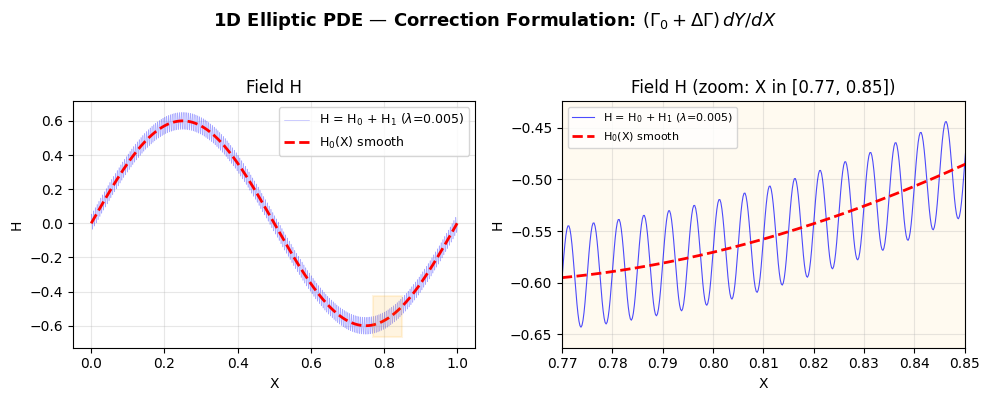 1D Elliptic PDE — Correction Formulation: (Γ₀ + ΔΓ) dY/dX
Field H
H = H₀ + H₁ (λ=0.005)
H₀(X) smooth
0.6
0.4
0.2
0.0
−0.2
−0.4
−0.6
H
0.0 0.2 0.4 0.6 0.8 1.0
X
Field H (zoom: X in [0.77, 0.85])
H = H₀ + H₁ (λ=0.005)
H₀(X) smooth
−0.45
−0.50
−0.55
−0.60
−0.65
H
0.77 0.78 0.79 0.80 0.81 0.82 0.83 0.84 0.85
X